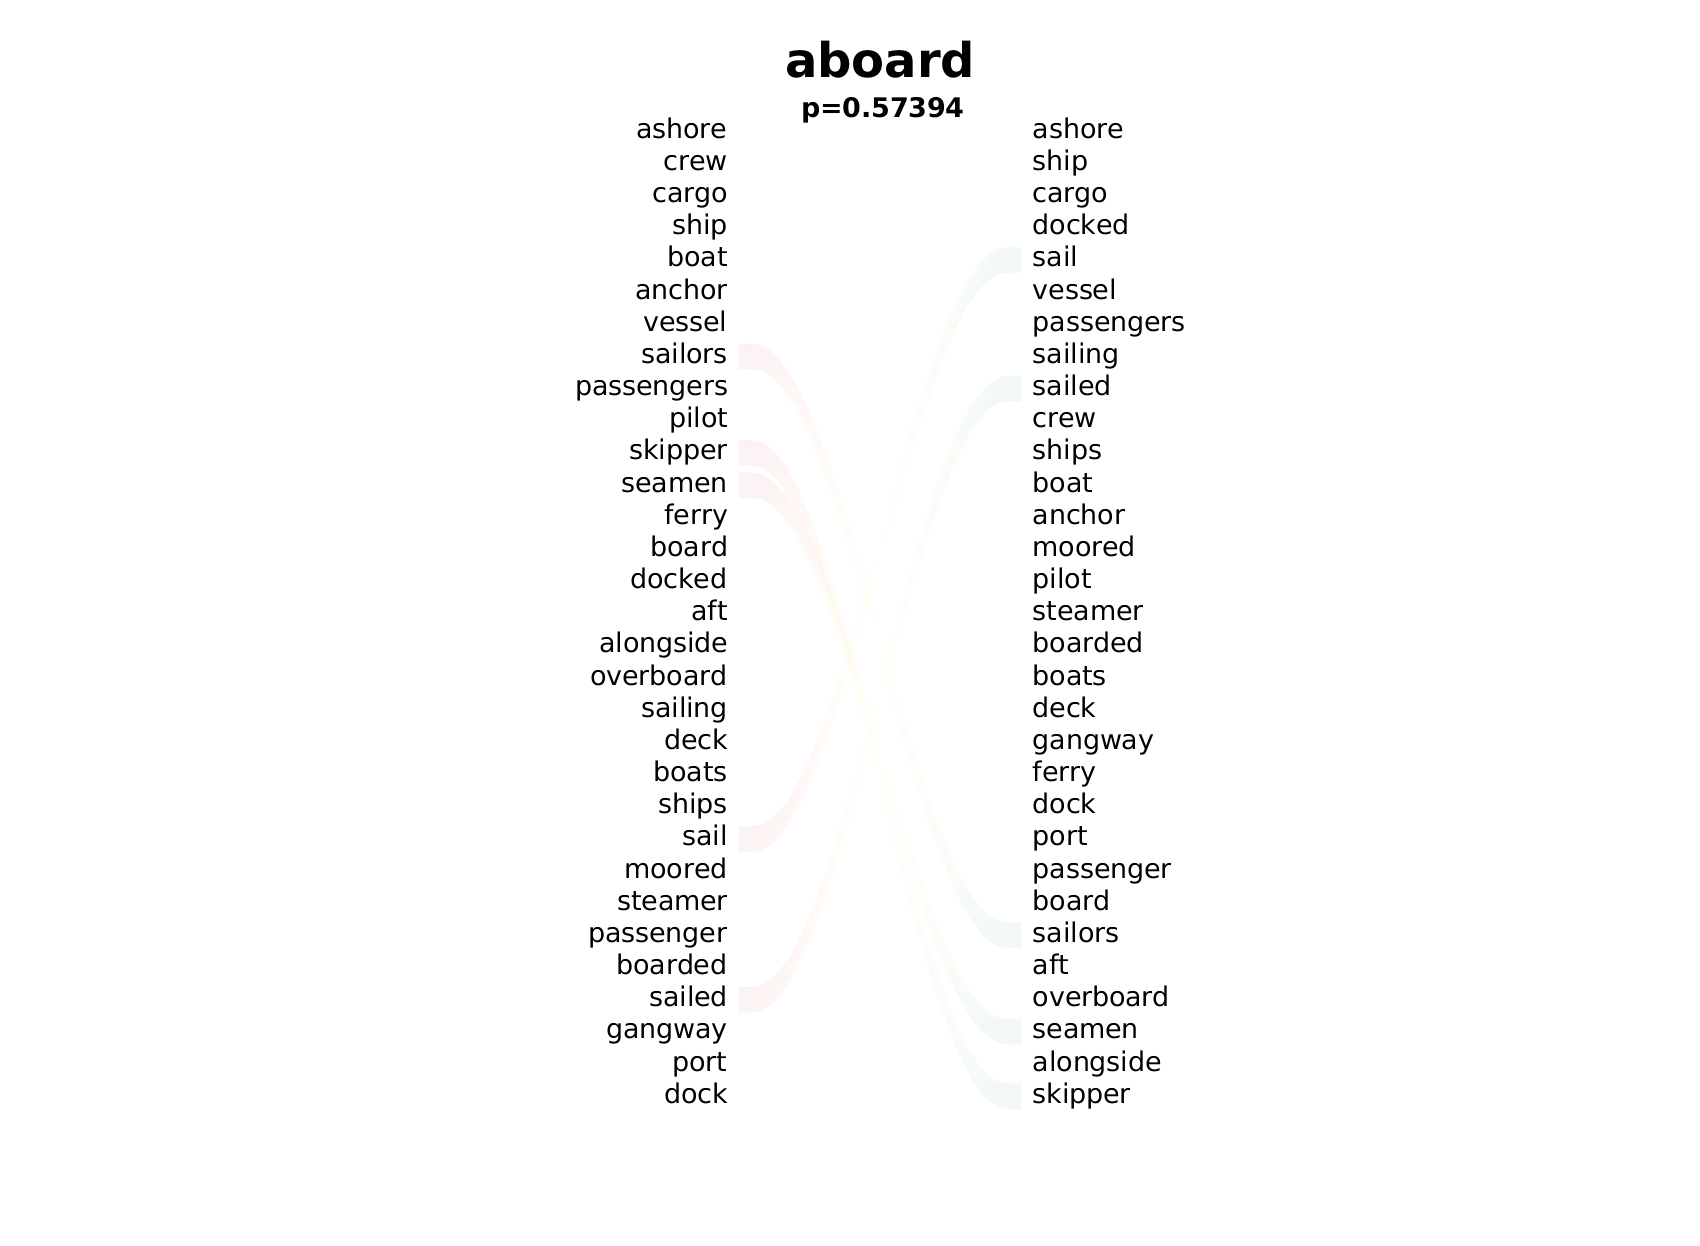 aboard
p=0.57394
ashore
crew
cargo
ship
boat
anchor
vessel
sailors
passengers
pilot
skipper
seamen
ferry
board
docked
aft
alongside
overboard
sailing
deck
boats
ships
sail
moored
steamer
passenger
boarded
sailed
gangway
port
dock
ashore
ship
cargo
docked
sail
vessel
passengers
sailing
sailed
crew
ships
boat
anchor
moored
pilot
steamer
boarded
boats
deck
gangway
ferry
dock
port
passenger
board
sailors
aft
overboard
seamen
alongside
skipper